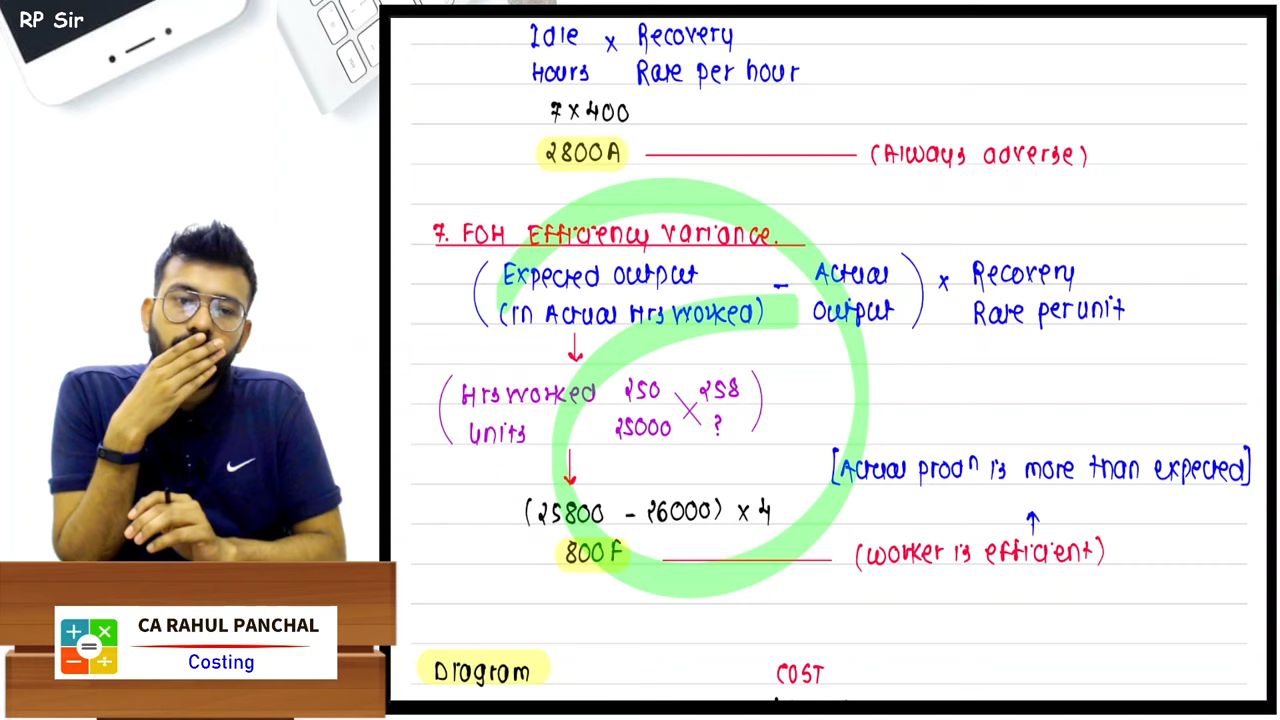 RP Sir
Idle × Recovery
Hours Rate per hour
7 × 400
2800A (Always adverse)
7. FOH Efficiency Variance.
(Expected output - Actual) × Recovery
(In Actual Hrs worked) Output Rate per unit
(Hrs worked 250 258)
Units 25000 ?
[Actual prodⁿ is more than expected]
(25800 - 26000) × 4
800F (Worker is efficient)
CA RAHUL PANCHAL
Costing
Diagram COST